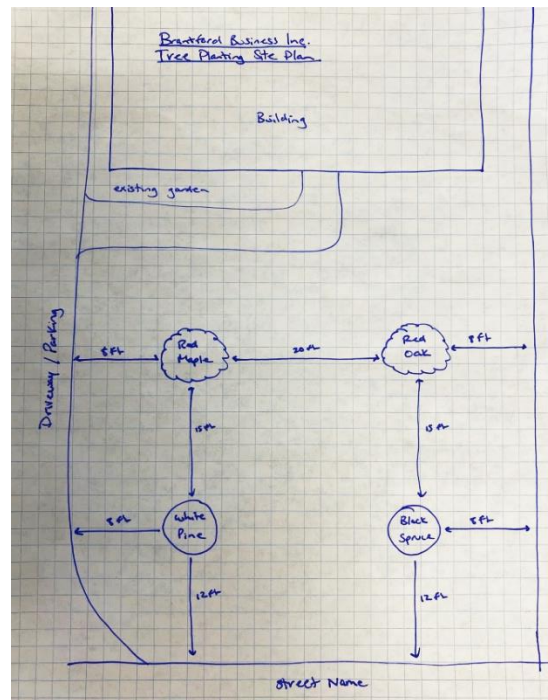 Brantford Business Inc.
Tree Planting Site Plan
Building
existing garden
Driveway / Parking
8 ft
Red
Maple
20 ft
Red
Oak
8 ft
15 ft
15 ft
8 ft
White
Pine
Black
Spruce
8 ft
12 ft
12 ft
Street Name